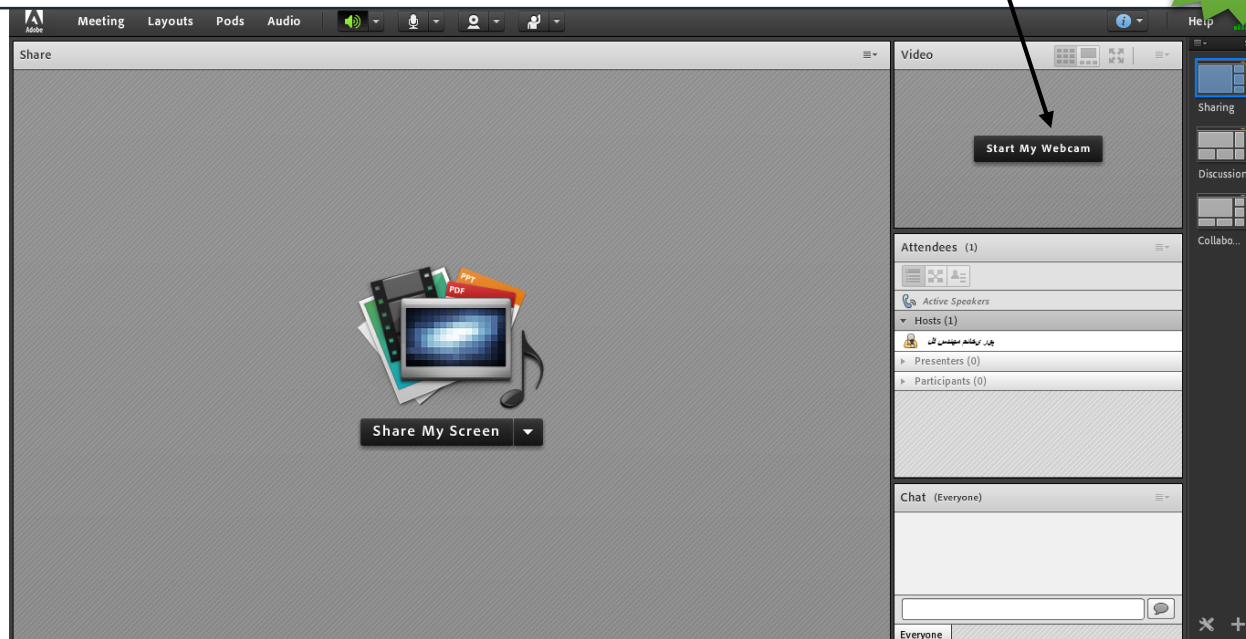 Adobe
Meeting Layouts Pods Audio Help
Share
Video
Start My Webcam
Sharing
Discussion
Collabo...
Attendees (1)
Active Speakers
Hosts (1)
مهندس
Presenters (0)
Participants (0)
PPT
PDF
Share My Screen
Chat (Everyone)
Everyone